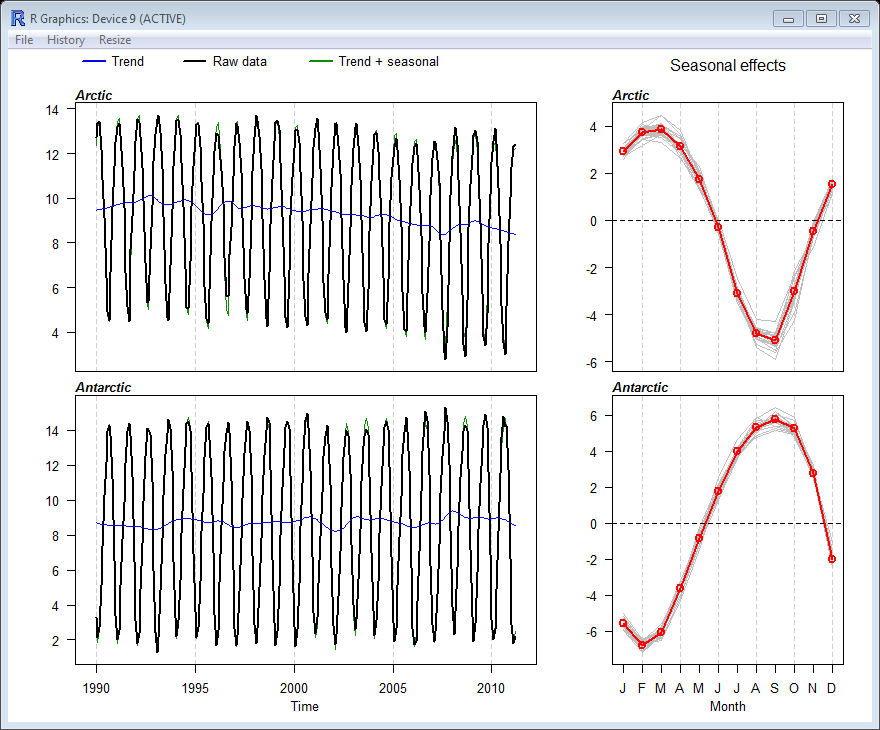 R Graphics: Device 9 (ACTIVE)
File History Resize
Trend Raw data Trend + seasonal
Seasonal effects
Arctic
14
12
10
8
6
4
Arctic
4
2
0
-2
-4
-6
Antarctic
14
12
10
8
6
4
2
1990 1995 2000 2005 2010
Time
Antarctic
6
4
2
0
-2
-4
-6
J F M A M J J A S O N D
Month